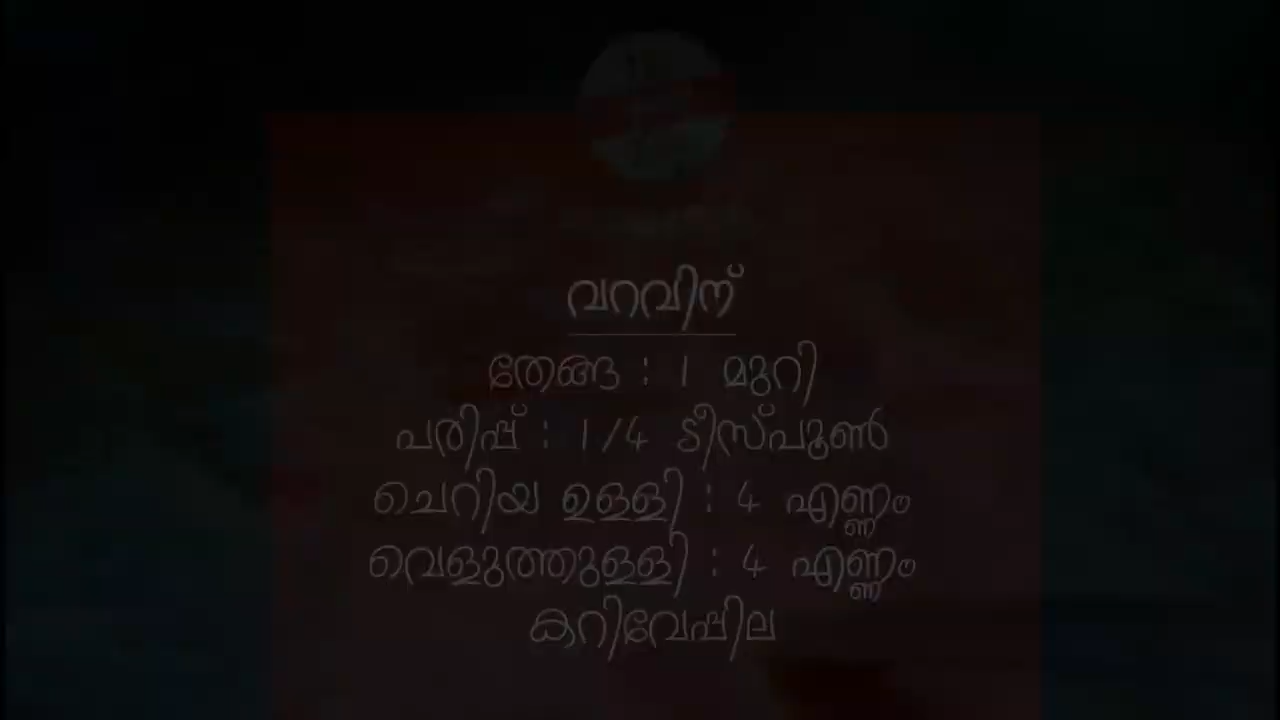 വറവിന്
തേങ്ങ : 1 മുറി
പരിപ്പ് : 1/4 ടീസ്പൂൺ
ചെറിയ ഉള്ളി : 4 എണ്ണം
വെളുത്തുള്ളി : 4 എണ്ണം
കറിവേപ്പില